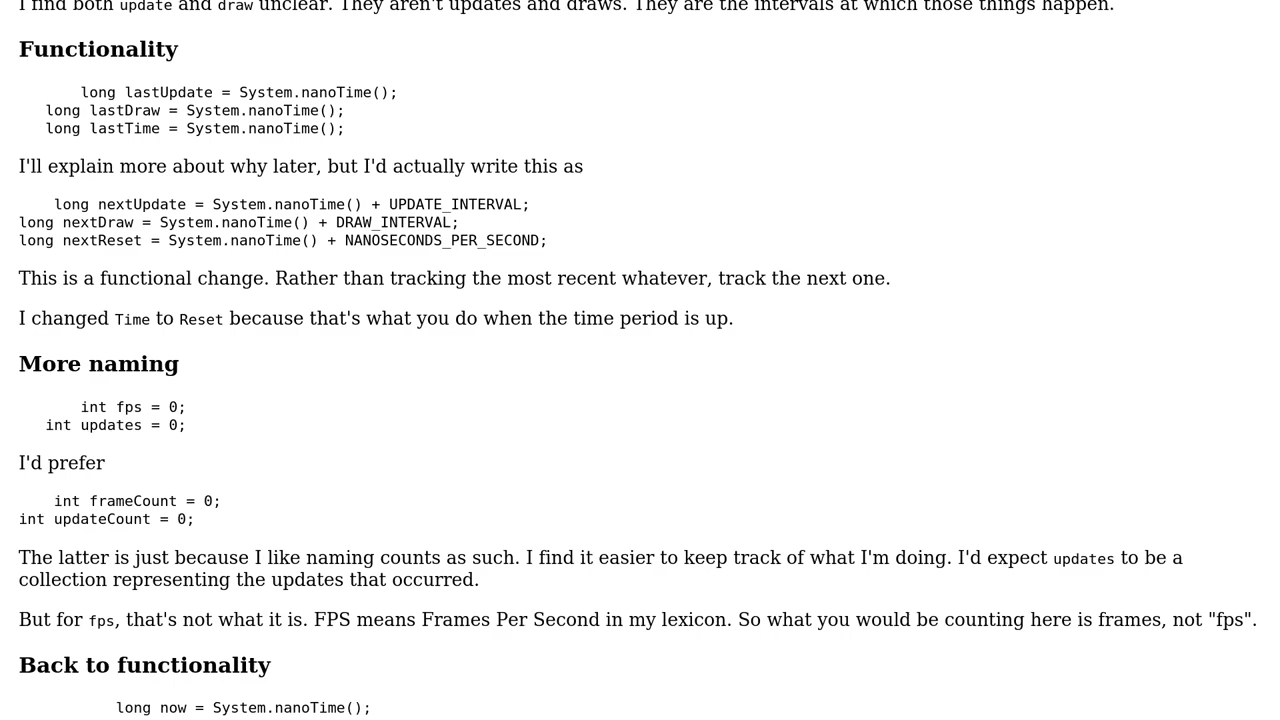 I find both update and draw unclear. They aren't updates and draws. They are the intervals at which those things happen.
Functionality
long lastUpdate = System.nanoTime();
long lastDraw = System.nanoTime();
long lastTime = System.nanoTime();
I'll explain more about why later, but I'd actually write this as
long nextUpdate = System.nanoTime() + UPDATE_INTERVAL;
long nextDraw = System.nanoTime() + DRAW_INTERVAL;
long nextReset = System.nanoTime() + NANOSECONDS_PER_SECOND;
This is a functional change. Rather than tracking the most recent whatever, track the next one.
I changed Time to Reset because that's what you do when the time period is up.
More naming
int fps = 0;
int updates = 0;
I'd prefer
int frameCount = 0;
int updateCount = 0;
The latter is just because I like naming counts as such. I find it easier to keep track of what I'm doing. I'd expect updates to be a
collection representing the updates that occurred.
But for fps, that's not what it is. FPS means Frames Per Second in my lexicon. So what you would be counting here is frames, not "fps".
Back to functionality
long now = System.nanoTime();